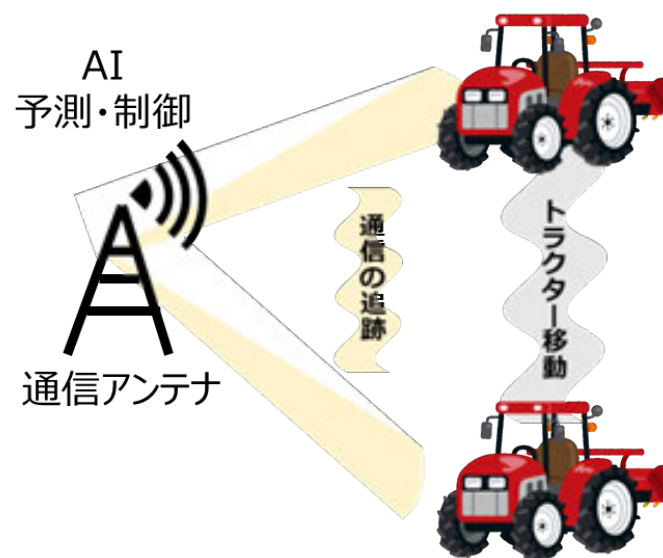 AI
予測・制御
通信の追跡
トラクター移動
通信アンテナ